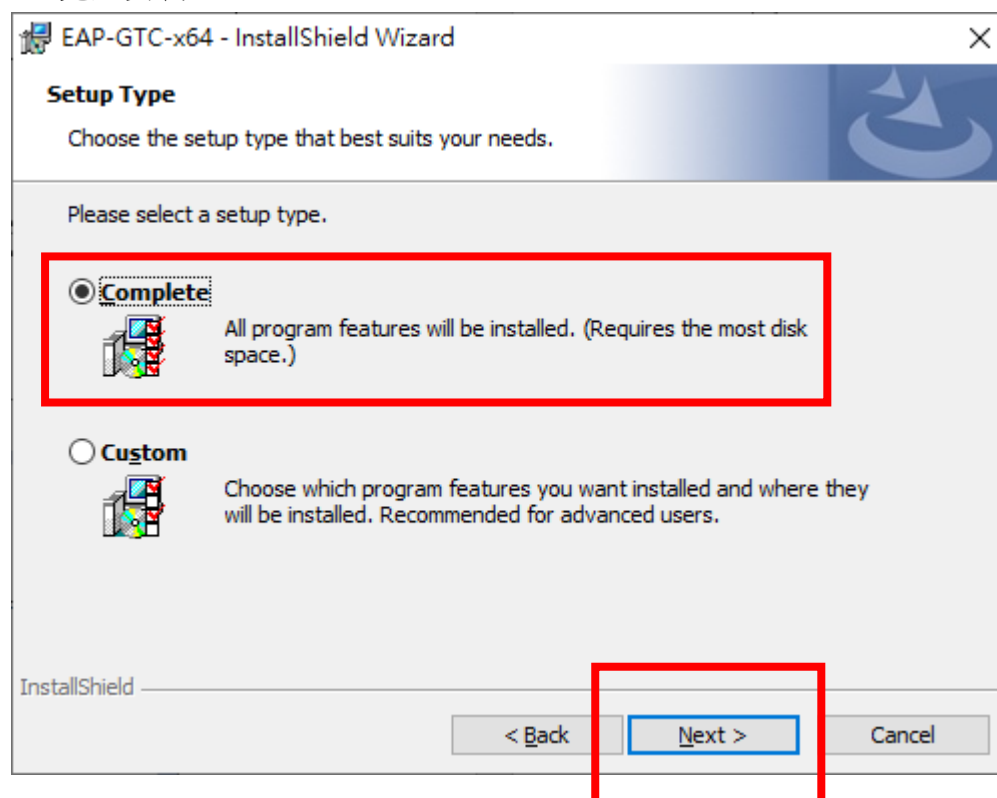 EAP-GTC-x64 - InstallShield Wizard
Setup Type
Choose the setup type that best suits your needs.
Please select a setup type.
Complete
All program features will be installed. (Requires the most disk
space.)
Custom
Choose which program features you want installed and where they
will be installed. Recommended for advanced users.
InstallShield
< Back
Next >
Cancel